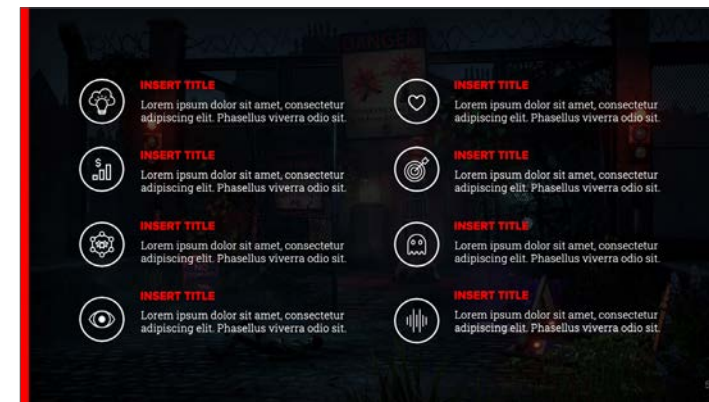 DANGER
INSERT TITLE
Lorem ipsum dolor sit amet, consectetur
adipiscing elit. Phasellus viverra odio sit.
INSERT TITLE
Lorem ipsum dolor sit amet, consectetur
adipiscing elit. Phasellus viverra odio sit.
INSERT TITLE
Lorem ipsum dolor sit amet, consectetur
adipiscing elit. Phasellus viverra odio sit.
INSERT TITLE
Lorem ipsum dolor sit amet, consectetur
adipiscing elit. Phasellus viverra odio sit.
INSERT TITLE
Lorem ipsum dolor sit amet, consectetur
adipiscing elit. Phasellus viverra odio sit.
INSERT TITLE
Lorem ipsum dolor sit amet, consectetur
adipiscing elit. Phasellus viverra odio sit.
INSERT TITLE
Lorem ipsum dolor sit amet, consectetur
adipiscing elit. Phasellus viverra odio sit.
INSERT TITLE
Lorem ipsum dolor sit amet, consectetur
adipiscing elit. Phasellus viverra odio sit.